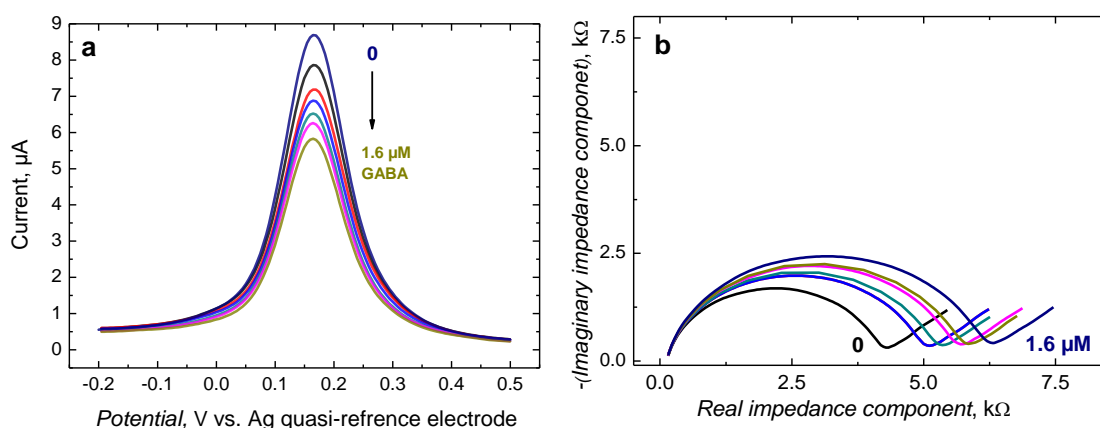 a
0
1.6 µM
GABA
9
8
7
6
5
4
3
2
1
0
Current, µA
-0.2 -0.1 0.0 0.1 0.2 0.3 0.4 0.5
Potential, V vs. Ag quasi-refrence electrode
b
7.5
5.0
2.5
0.0
-(Imaginary impedance componet), kΩ
0
1.6 µM
0.0 2.5 5.0 7.5
Real impedance component, kΩ